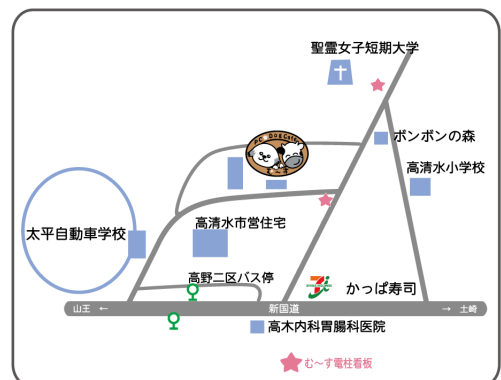 聖霊女子短期大学
ボンボンの森
高清水小学校
高清水市営住宅
太平自動車学校
高野二区バス停
かっぱ寿司
山王 ←
新国道
→ 土崎
高木内科胃腸科医院
む～す電柱看板